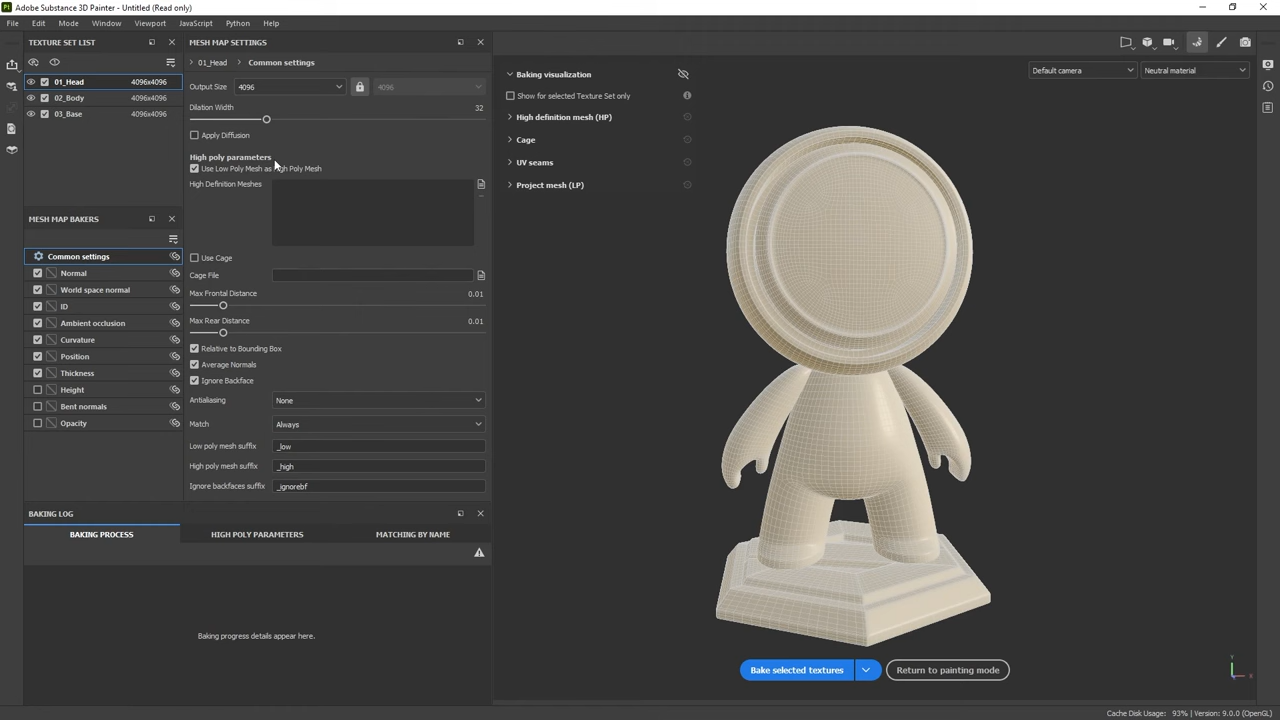 Pt Adobe Substance 3D Painter - Untitled (Read only)
File Edit Mode Window Viewport JavaScript Python Help
TEXTURE SET LIST
01_Head 4096x4096
02_Body 4096x4096
03_Base 4096x4096
MESH MAP BAKERS
Common settings
Normal
World space normal
ID
Ambient occlusion
Curvature
Position
Thickness
Height
Bent normals
Opacity
MESH MAP SETTINGS
01_Head Common settings
Output Size 4096 4096
Dilation Width 32
Apply Diffusion
High poly parameters
Use Low Poly Mesh as High Poly Mesh
High Definition Meshes
Use Cage
Cage File
Max Frontal Distance 0.01
Max Rear Distance 0.01
Relative to Bounding Box
Average Normals
Ignore Backface
Antialiasing None
Match Always
Low poly mesh suffix _low
High poly mesh suffix _high
Ignore backfaces suffix _ignorebf
BAKING LOG
BAKING PROCESS HIGH POLY PARAMETERS MATCHING BY NAME
Baking progress details appear here.
Baking visualization
Show for selected Texture Set only
High definition mesh (HP)
Cage
UV seams
Project mesh (LP)
Default camera Neutral material
Bake selected textures Return to painting mode
Y
X
Cache Disk Usage: 93% | Version: 9.0.0 (OpenGL)